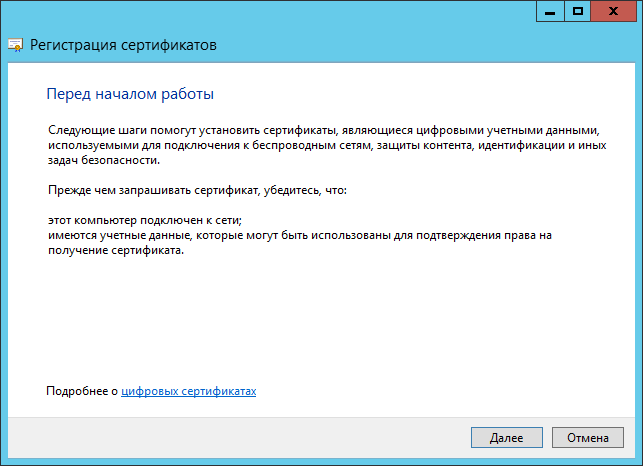 Регистрация сертификатов
Перед началом работы
Следующие шаги помогут установить сертификаты, являющиеся цифровыми учетными данными,
используемыми для подключения к беспроводным сетям, защиты контента, идентификации и иных
задач безопасности.
Прежде чем запрашивать сертификат, убедитесь, что:
этот компьютер подключен к сети;
имеются учетные данные, которые могут быть использованы для подтверждения права на
получение сертификата.
Подробнее о цифровых сертификатах
Далее
Отмена